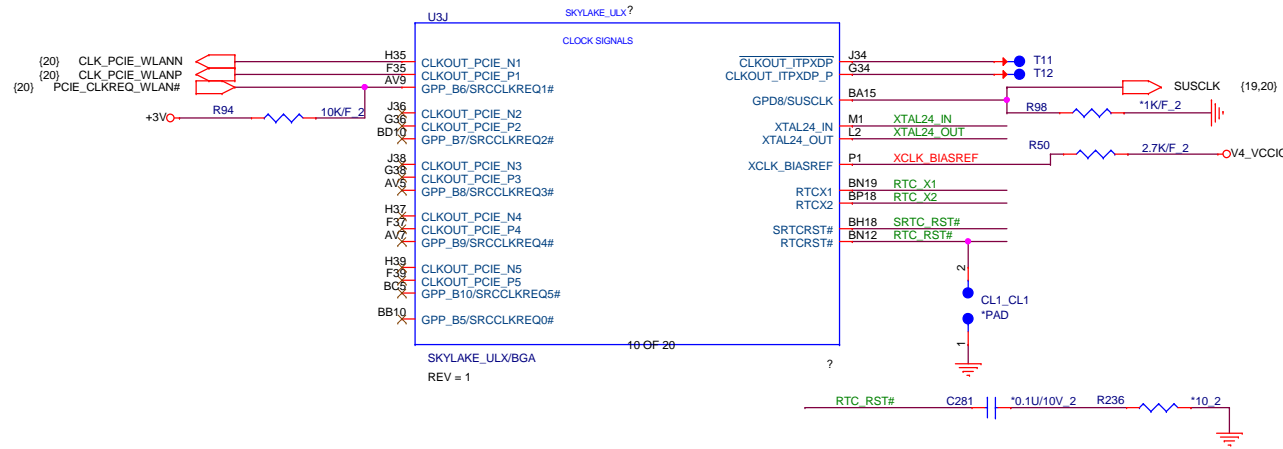 U3J
SKYLAKE_ULX ?
CLOCK SIGNALS
{20} CLK_PCIE_WLANN
{20} CLK_PCIE_WLANP
{20} PCIE_CLKREQ_WLAN#
+3V
R94
10K/F_2
H35 CLKOUT_PCIE_N1
F35 CLKOUT_PCIE_P1
AV9 GPP_B6/SRCCLKREQ1#
J36 CLKOUT_PCIE_N2
G36 CLKOUT_PCIE_P2
BD10 GPP_B7/SRCCLKREQ2#
J38 CLKOUT_PCIE_N3
G38 CLKOUT_PCIE_P3
AV5 GPP_B8/SRCCLKREQ3#
H37 CLKOUT_PCIE_N4
F37 CLKOUT_PCIE_P4
AV7 GPP_B9/SRCCLKREQ4#
H39 CLKOUT_PCIE_N5
F39 CLKOUT_PCIE_P5
BC5 GPP_B10/SRCCLKREQ5#
BB10 GPP_B5/SRCCLKREQ0#
CLKOUT_ITPXDP J34 T11
CLKOUT_ITPXDP_P G34 T12
GPD8/SUSCLK BA15
SUSCLK {19,20}
R98 *1K/F_2
XTAL24_IN M1 XTAL24_IN
XTAL24_OUT L2 XTAL24_OUT
XCLK_BIASREF P1 XCLK_BIASREF
R50 2.7K/F_2 V4_VCCIO
RTCX1 BN19 RTC_X1
RTCX2 BP18 RTC_X2
SRTCRST# BH18 SRTC_RST#
RTCRST# BN12 RTC_RST#
2
CL1_CL1
*PAD
1
10 OF 20
SKYLAKE_ULX/BGA
?
REV = 1
RTC_RST# C281 *0.1U/10V_2 R236 *10_2